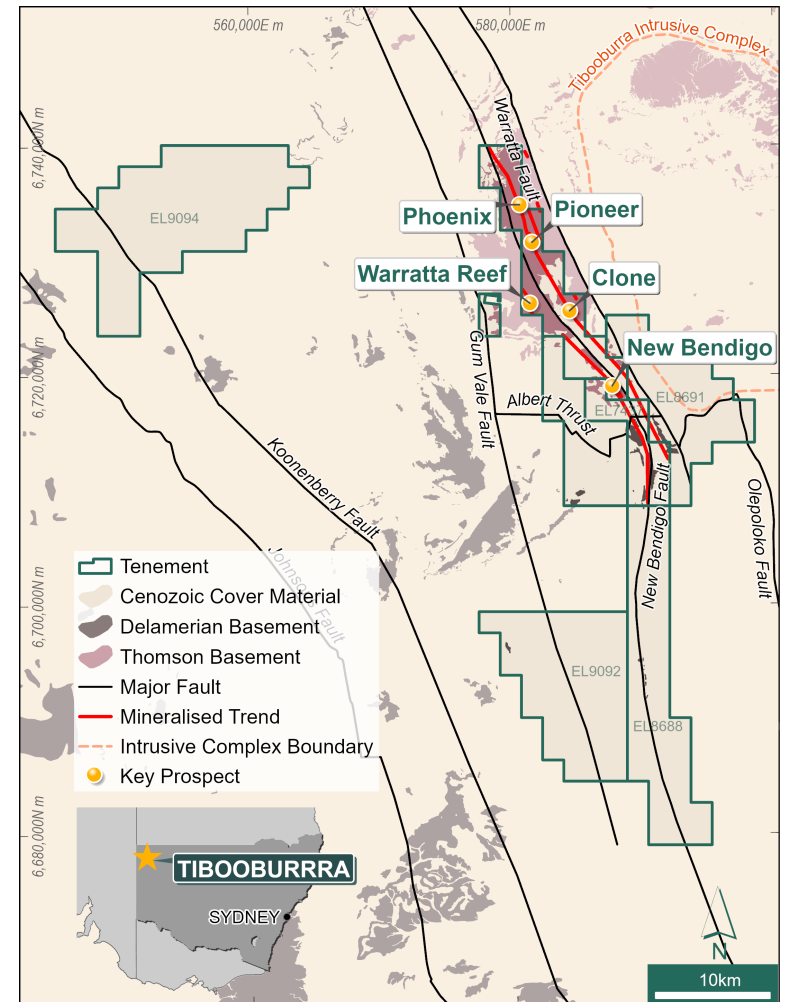 560,000E m
580,000E m
Tibooburra Intrusive Complex
6,740,000N m
Warratta Fault
EL9094
Phoenix
Pioneer
Warratta Reef
Clone
New Bendigo
6,720,000N m
Gum Vale Fault
Albert Thrust
EL74
EL8691
Koonenberry Fault
New Bendigo Fault
Olepoloko Fault
Johnsons Fault
6,700,000N m
Tenement
Cenozoic Cover Material
Delamerian Basement
Thomson Basement
Major Fault
Mineralised Trend
Intrusive Complex Boundary
Key Prospect
EL9092
EL8688
6,680,000N m
TIBOOBURRRA
SYDNEY
N
10km